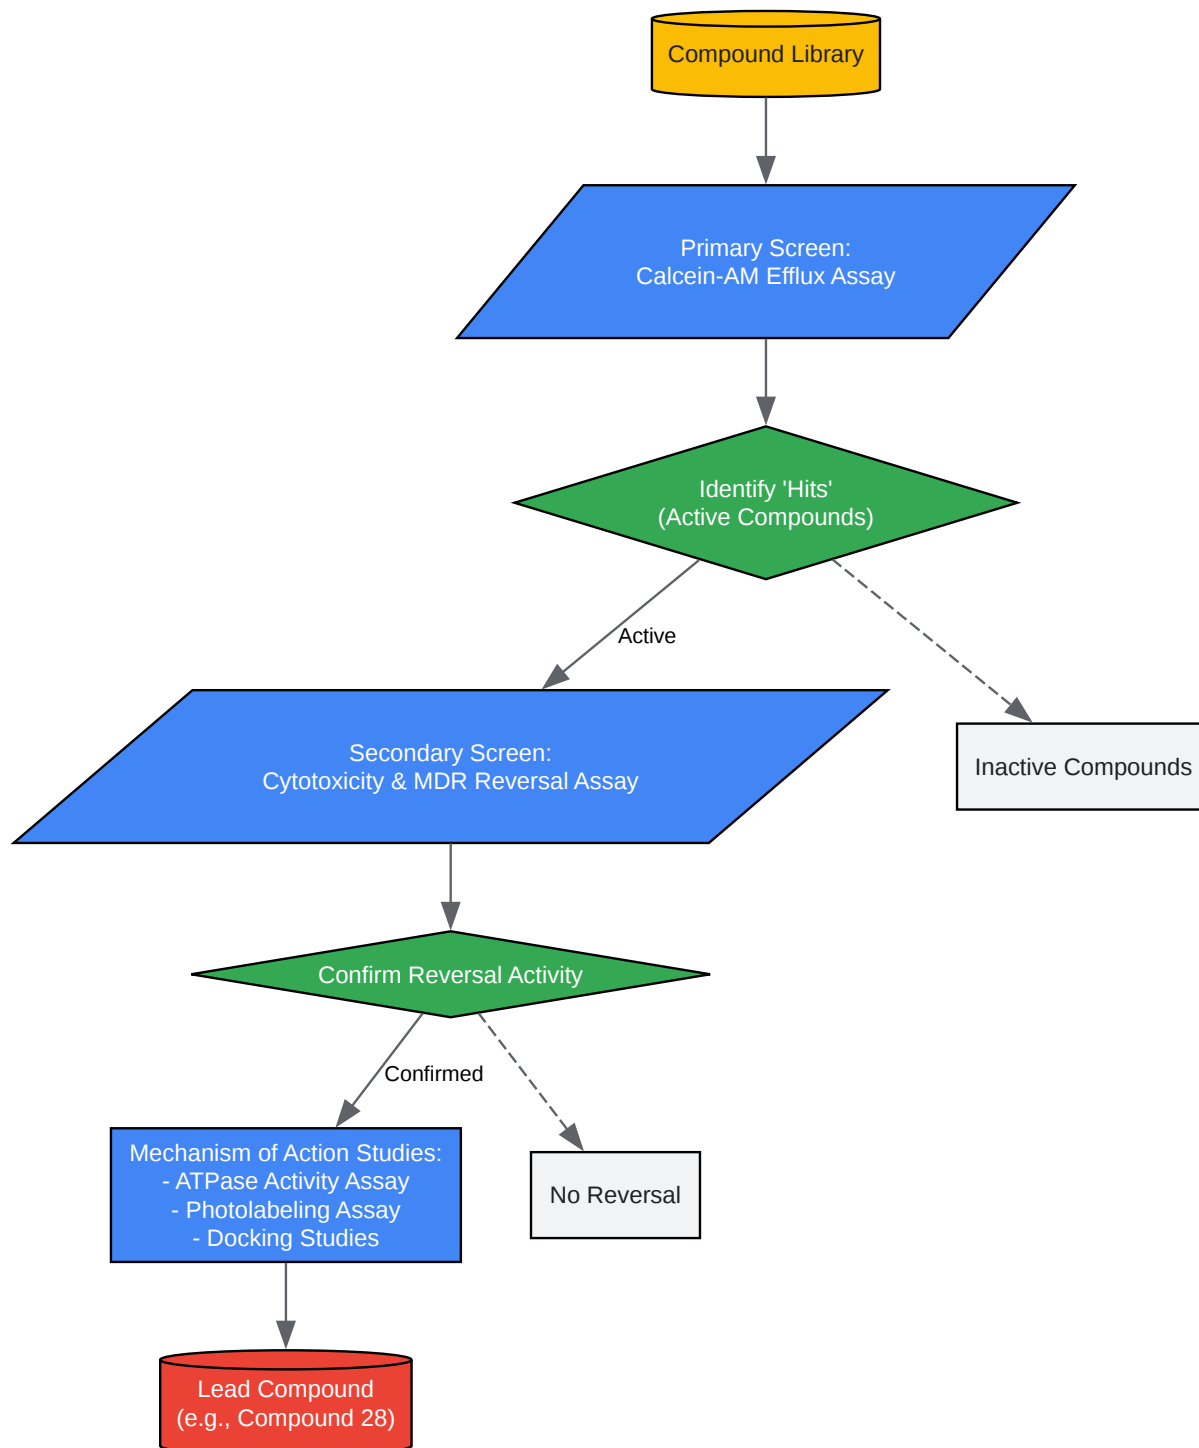 Compound Library
Primary Screen:
Calcein-AM Efflux Assay
Identify 'Hits'
(Active Compounds)
Active
Secondary Screen:
Cytotoxicity & MDR Reversal Assay
Inactive Compounds
Confirm Reversal Activity
Confirmed
Mechanism of Action Studies:
- ATPase Activity Assay
- Photolabeling Assay
- Docking Studies
No Reversal
Lead Compound
(e.g., Compound 28)